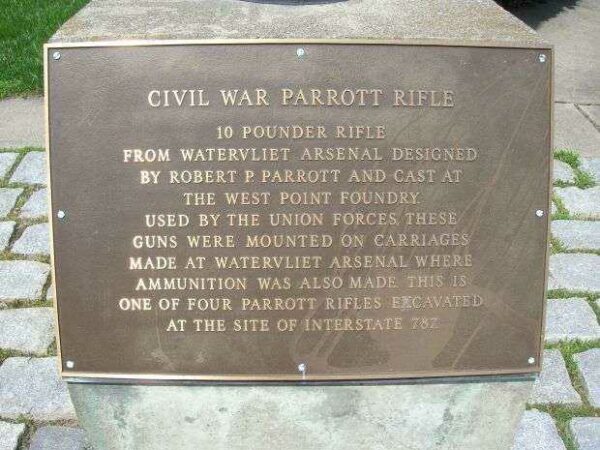 CIVIL WAR PARROTT RIFLE
10 POUNDER RIFLE
FROM WATERVLIET ARSENAL DESIGNED
BY ROBERT P PARROTT AND CAST AT
THE WEST POINT FOUNDRY
USED BY THE UNION FORCES. THESE
GUNS WERE MOUNTED ON CARRIAGES
MADE AT WATERVLIET ARSENAL WHERE
AMMUNITION WAS ALSO MADE THIS IS
ONE OF FOUR PARROTT RIFLES EXCAVATED
AT THE SITE OF INTERSTATE 787